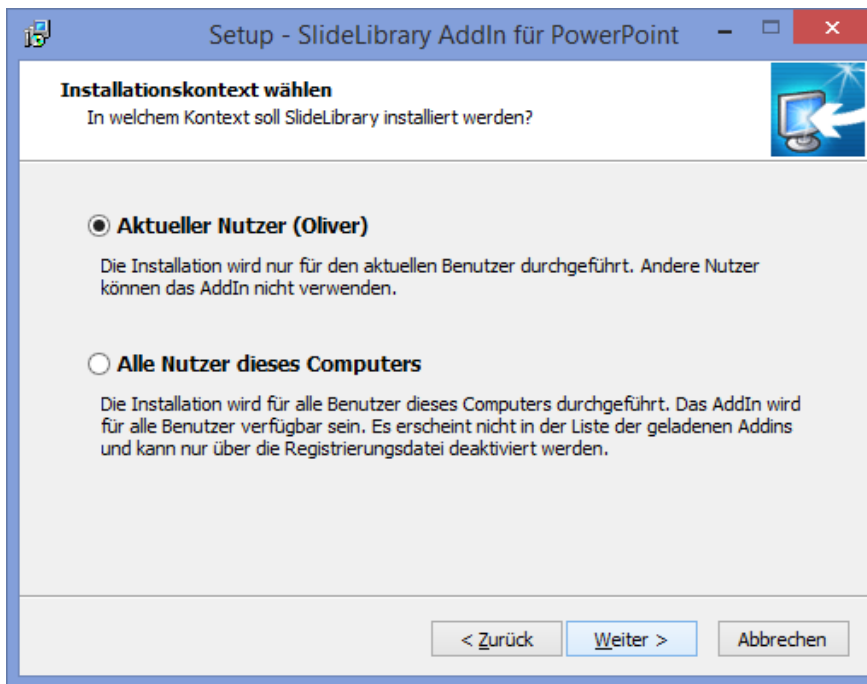 Setup - SlideLibrary AddIn für PowerPoint
Installationskontext wählen
In welchem Kontext soll SlideLibrary installiert werden?
Aktueller Nutzer (Oliver)
Die Installation wird nur für den aktuellen Benutzer durchgeführt. Andere Nutzer
können das AddIn nicht verwenden.
Alle Nutzer dieses Computers
Die Installation wird für alle Benutzer dieses Computers durchgeführt. Das AddIn wird
für alle Benutzer verfügbar sein. Es erscheint nicht in der Liste der geladenen Addins
und kann nur über die Registrierungsdatei deaktiviert werden.
< Zurück Weiter > Abbrechen